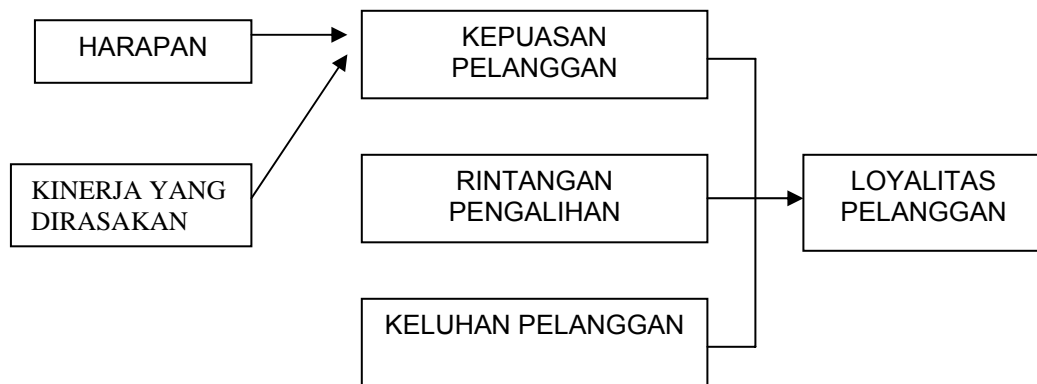 HARAPAN
KEPUASAN
PELANGGAN
KINERJA YANG
DIRASAKAN
RINTANGAN
PENGALIHAN
LOYALITAS
PELANGGAN
KELUHAN PELANGGAN